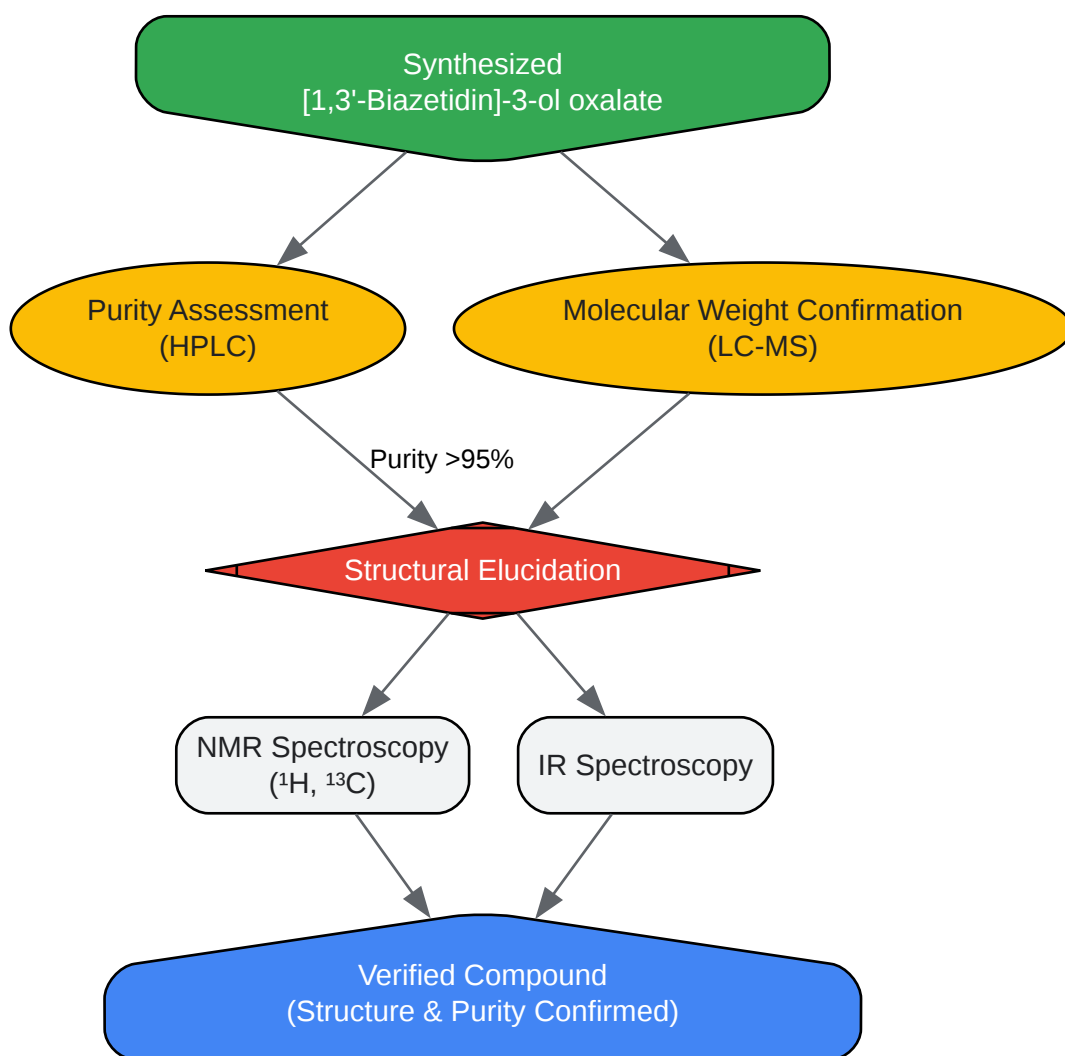 Synthesized
[1,3'-Biazetidin]-3-ol oxalate
Purity Assessment
(HPLC)
Molecular Weight Confirmation
(LC-MS)
Purity >95%
Structural Elucidation
NMR Spectroscopy
(¹H, ¹³C)
IR Spectroscopy
Verified Compound
(Structure & Purity Confirmed)